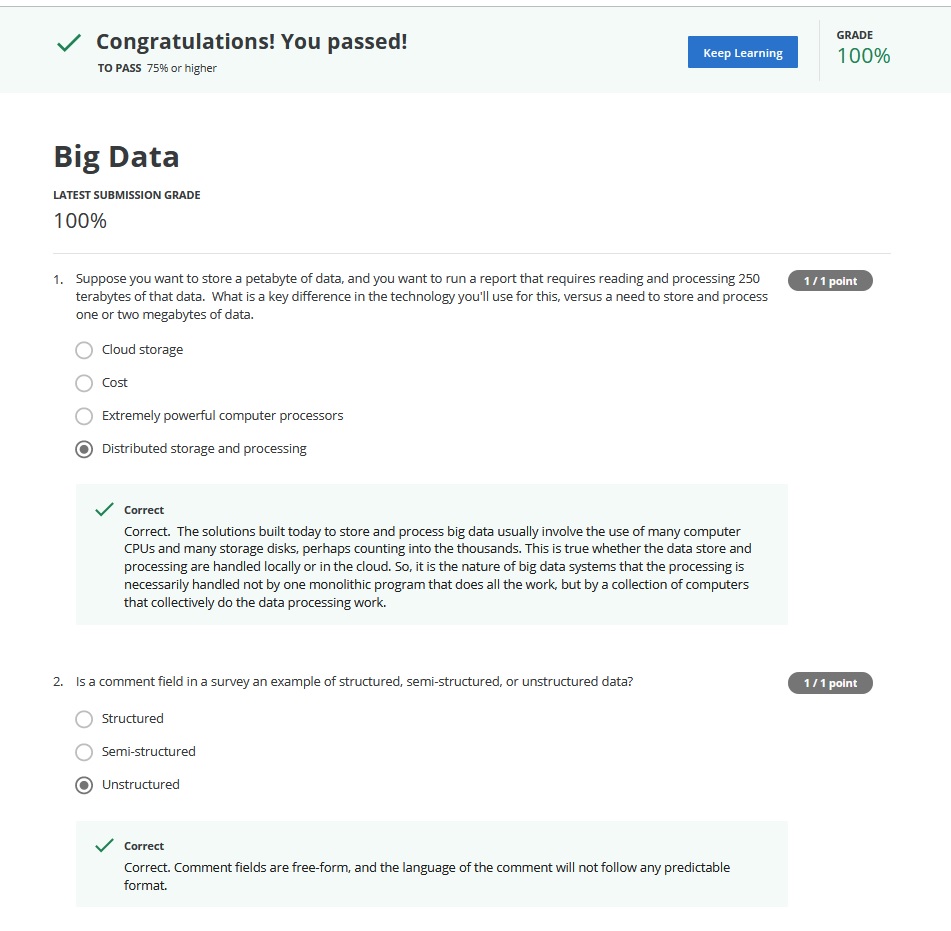 Congratulations! You passed!
TO PASS 75% or higher
Keep Learning
GRADE
100%
Big Data
LATEST SUBMISSION GRADE
100%
1. Suppose you want to store a petabyte of data, and you want to run a report that requires reading and processing 250
terabytes of that data.  What is a key difference in the technology you'll use for this, versus a need to store and process
one or two megabytes of data.
1 / 1 point
Cloud storage
Cost
Extremely powerful computer processors
Distributed storage and processing
Correct
Correct.  The solutions built today to store and process big data usually involve the use of many computer
CPUs and many storage disks, perhaps counting into the thousands. This is true whether the data store and
processing are handled locally or in the cloud. So, it is the nature of big data systems that the processing is
necessarily handled not by one monolithic program that does all the work, but by a collection of computers
that collectively do the data processing work.
2. Is a comment field in a survey an example of structured, semi-structured, or unstructured data?
1 / 1 point
Structured
Semi-structured
Unstructured
Correct
Correct. Comment fields are free-form, and the language of the comment will not follow any predictable
format.